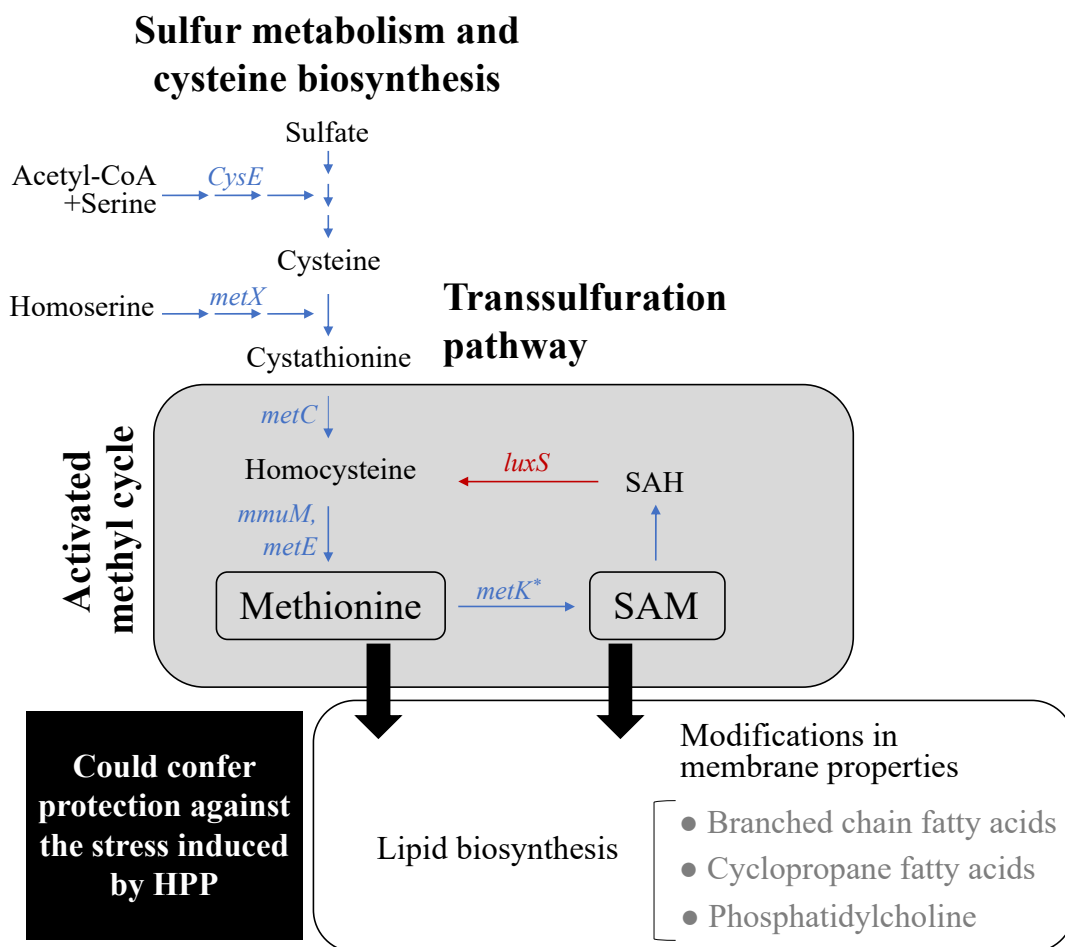 Sulfur metabolism and
cysteine biosynthesis
Sulfate
Acetyl-CoA
+Serine
CysE
Cysteine
Homoserine
metX
Transsulfuration
pathway
Cystathionine
Activated
methyl cycle
metC
Homocysteine
luxS
SAH
mmuM,
metE
Methionine
metK*
SAM
Could confer
protection against
the stress induced
by HPP
Lipid biosynthesis
Modifications in
membrane properties
● Branched chain fatty acids
● Cyclopropane fatty acids
● Phosphatidylcholine